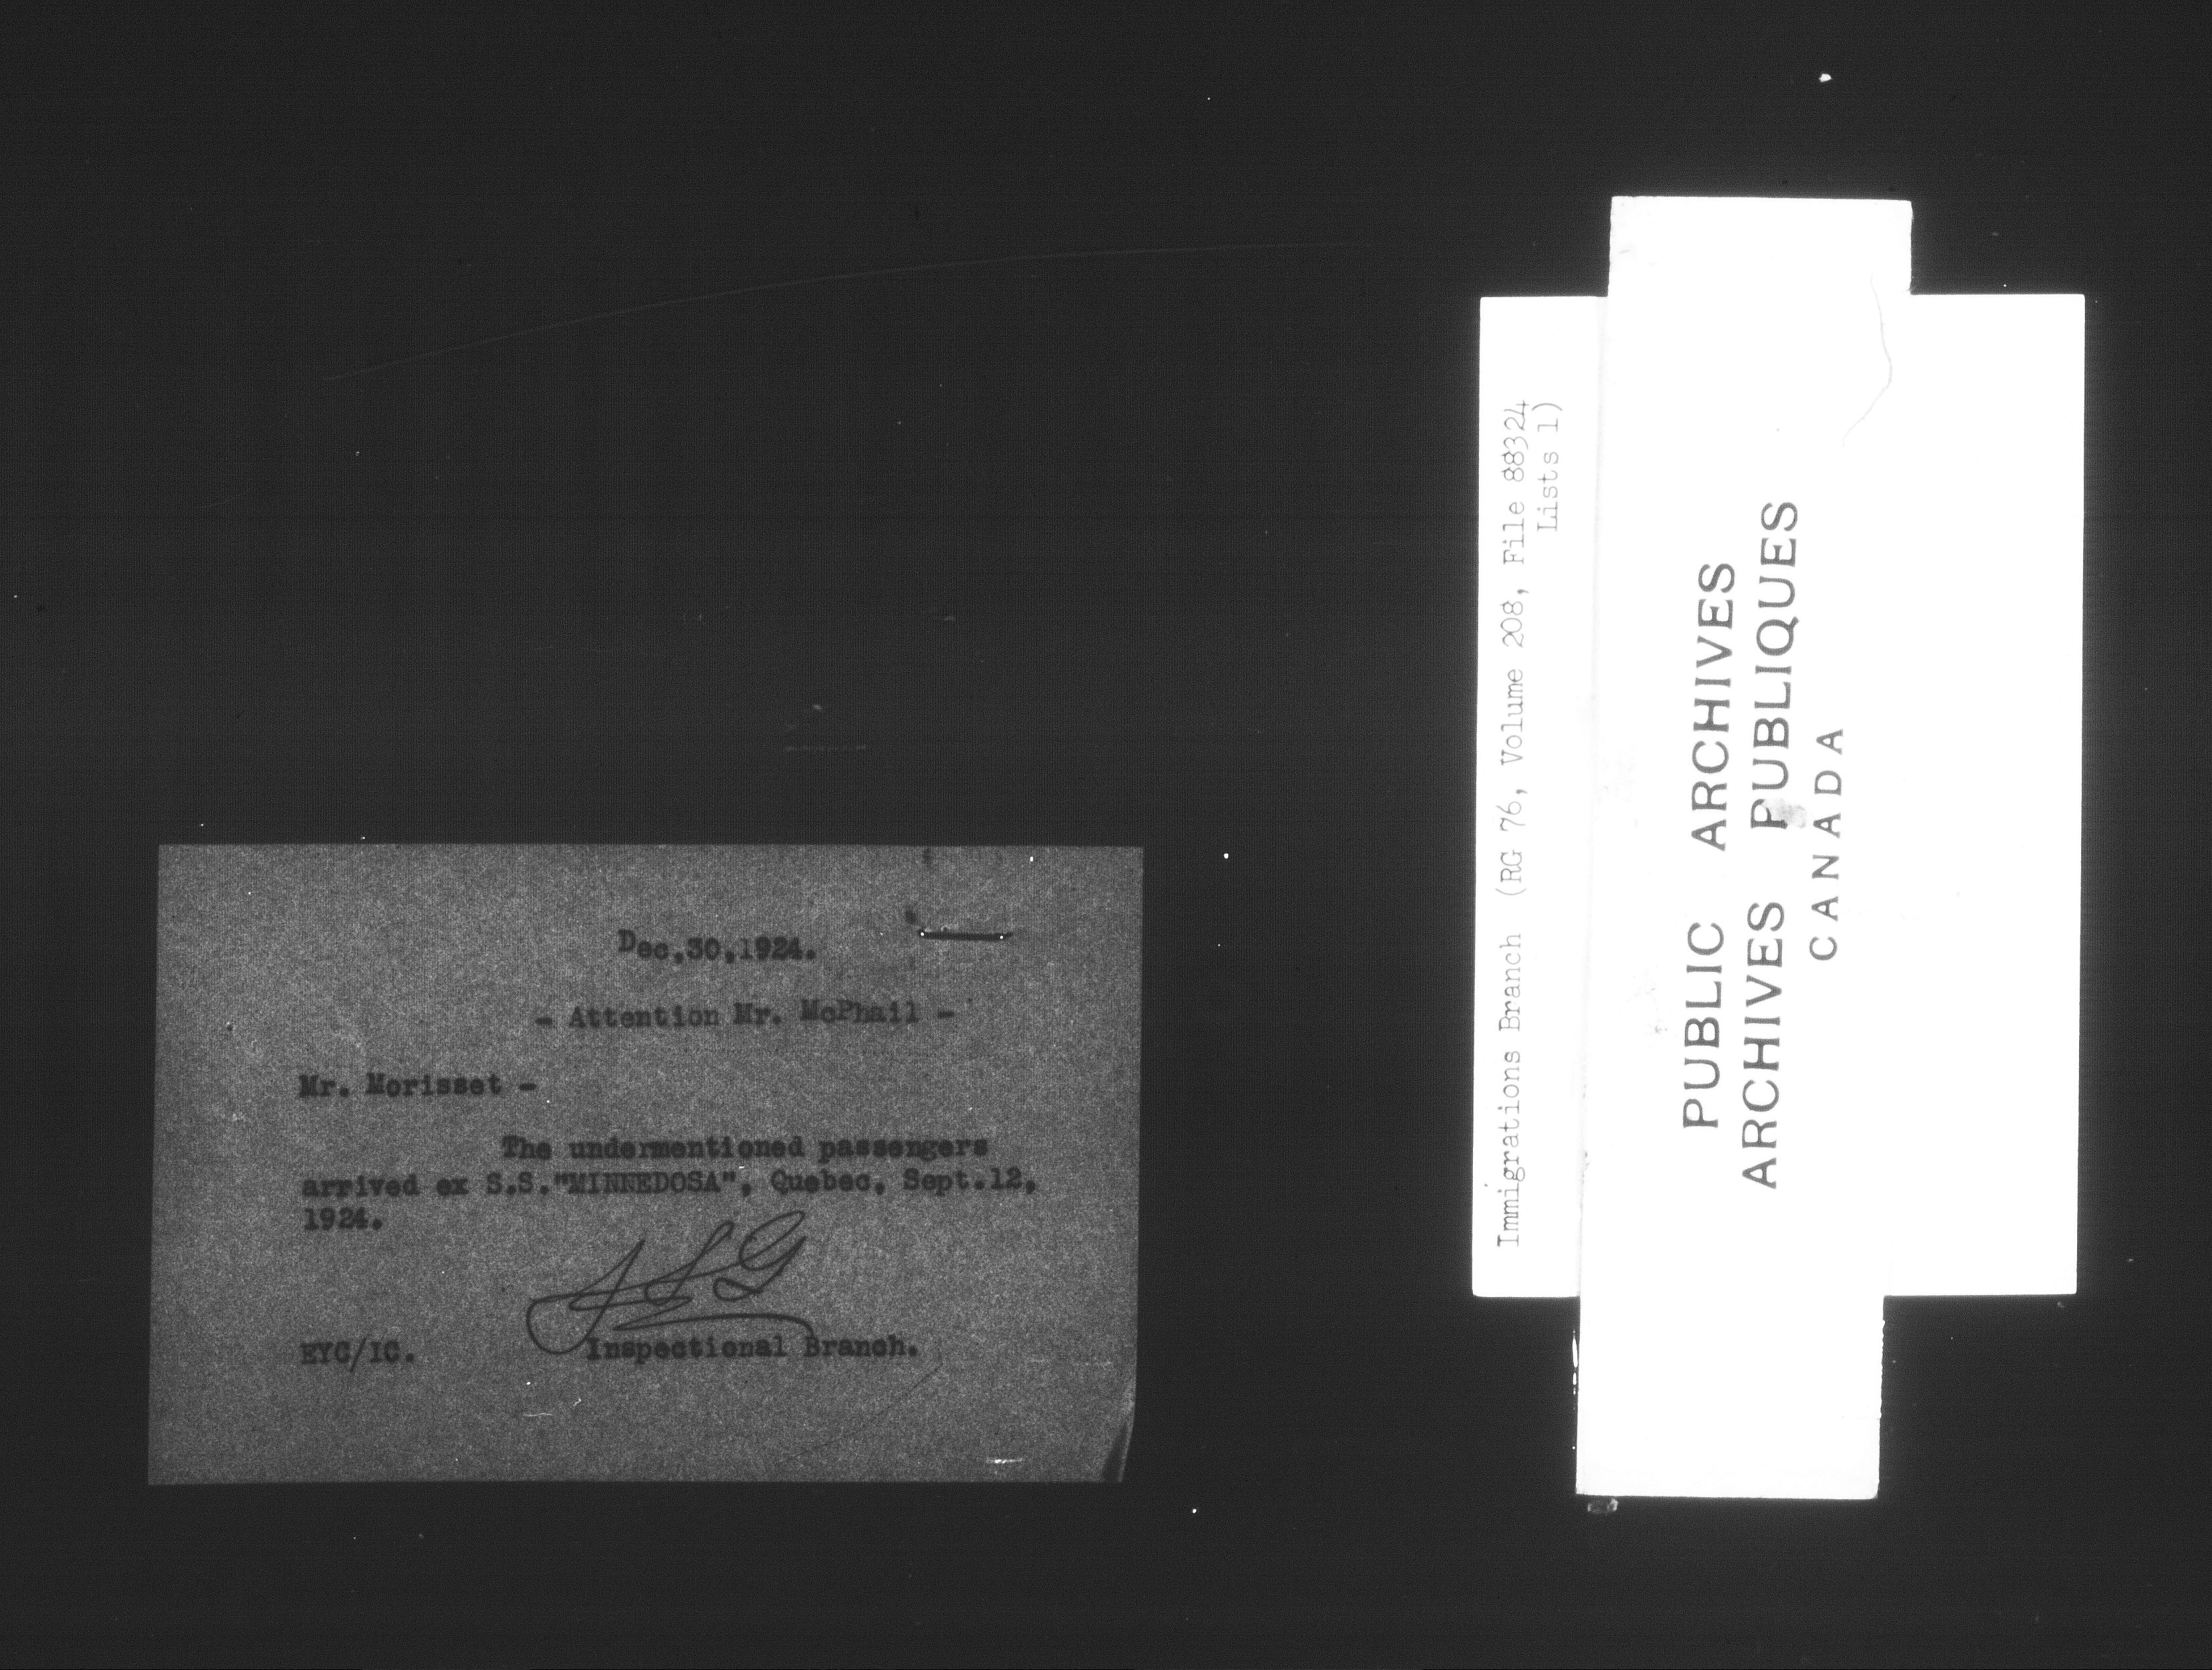 Dec.30,1924.
- Attention Mr. McPhail -
Mr. Morisset -
The undermentioned passengers
arrived ex S.S."MINNEDOSA", Quebec, Sept.12,
1924.
EYC/IC. Inspectional Branch.
Immigrations Branch (RG 76, Volume 208, File 88324
Lists 1)
PUBLIC ARCHIVES
ARCHIVES PUBLIQUES
CANADA